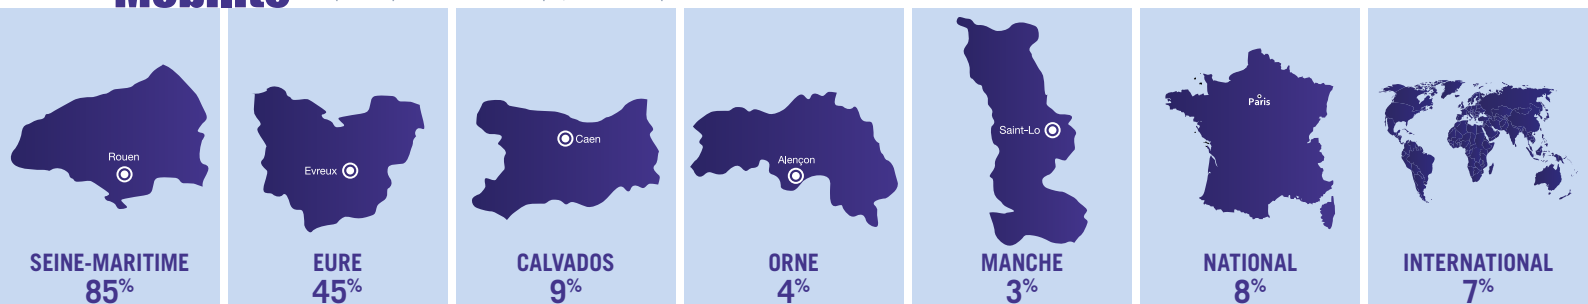 Mobilité
Rouen
SEINE-MARITIME
85%
Evreux
EURE
45%
Caen
CALVADOS
9%
Alençon
ORNE
4%
Saint-Lo
MANCHE
3%
Paris
NATIONAL
8%
INTERNATIONAL
7%